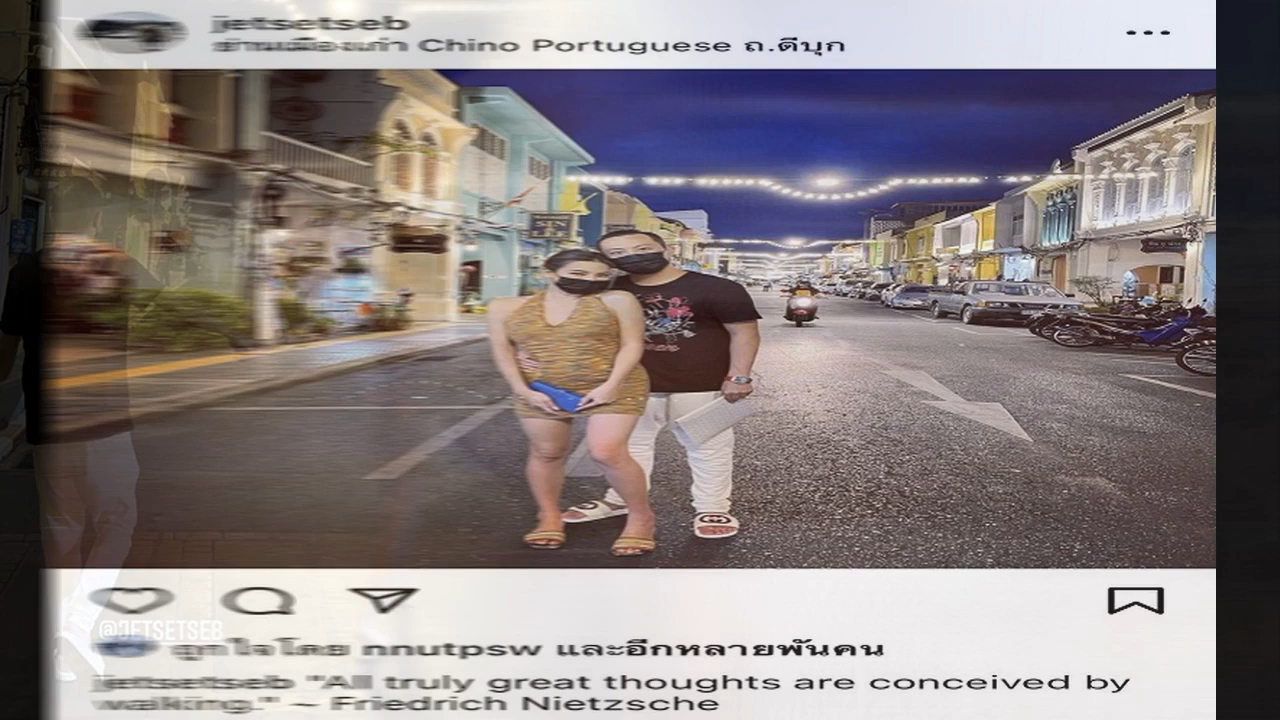 jetsetseb
ย่านเมืองเก่า Chino Portuguese ถ.ดีบุก
@JETSETSEB
ถูกใจโดย nnutpsw และอีกหลายพันคน
jetsetseb "All truly great thoughts are conceived by
walking." ~ Friedrich Nietzsche